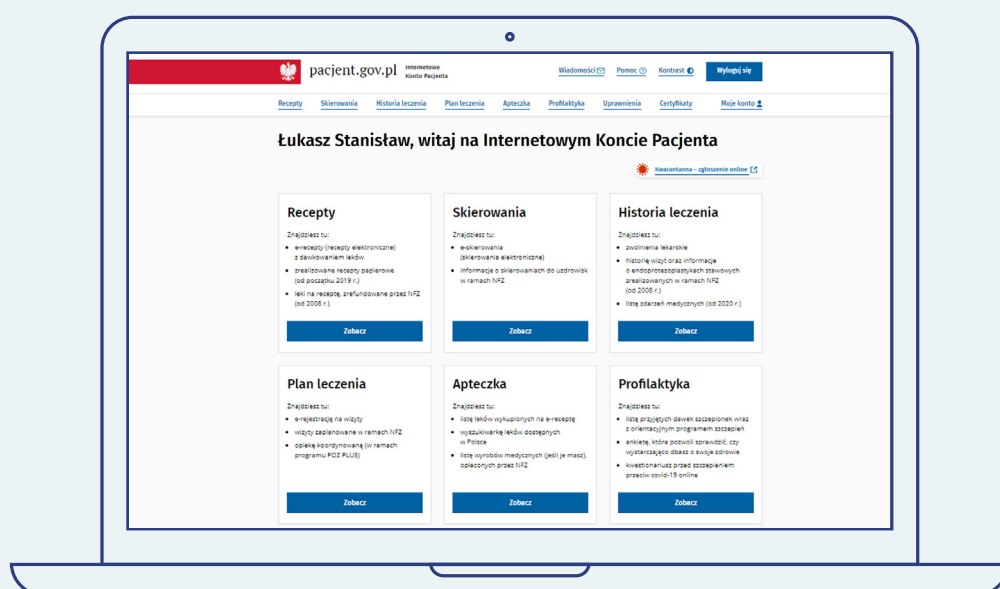 pacjent.gov.pl
Internetowe
Konto Pacjenta
Wiadomości
Pomoc
Kontrast
Wyloguj się
Recepty
Skierowania
Historia leczenia
Plan leczenia
Apteczka
Profilaktyka
Uprawnienia
Certyfikaty
Moje konto
Łukasz Stanisław, witaj na Internetowym Koncie Pacjenta
Kwarantanna – zgłoszenie online
Recepty
Znajdziesz tu:
• e-recepty (recepty elektroniczne)
z dawkowaniem leków
• zrealizowane recepty papierowe
(od początku 2019 r.)
• leki na receptę, zrefundowane przez NFZ
(od 2008 r.)
Zobacz
Skierowania
Znajdziesz tu:
• e-skierowania
(skierowania elektroniczne)
• informacje o skierowaniach do uzdrowisk
w ramach NFZ
Zobacz
Historia leczenia
Znajdziesz tu:
• zwolnienia lekarskie
• historię wizyt oraz informacje
o endoprotezoplastykach stawowych
zrealizowanych w ramach NFZ
(od 2008 r.)
• listę zdarzeń medycznych (od 2020 r.)
Zobacz
Plan leczenia
Znajdziesz tu:
• e-rejestrację na wizyty
• wizyty zaplanowane w ramach NFZ
• opiekę koordynowaną (w ramach
programu POZ PLUS)
Zobacz
Apteczka
Znajdziesz tu:
• listę leków wykupionych na e-receptę
• wyszukiwarkę leków dostępnych
w Polsce
• listę wyrobów medycznych (jeśli je masz),
opłaconych przez NFZ
Zobacz
Profilaktyka
Znajdziesz tu:
• listę przyjętych dawek szczepionek wraz
z orientacyjnym programem szczepień
• ankietę, która pozwoli sprawdzić, czy
wystarczająco dbasz o swoje zdrowie
• kwestionariusz przed szczepieniem
przeciw covid-19 online
Zobacz